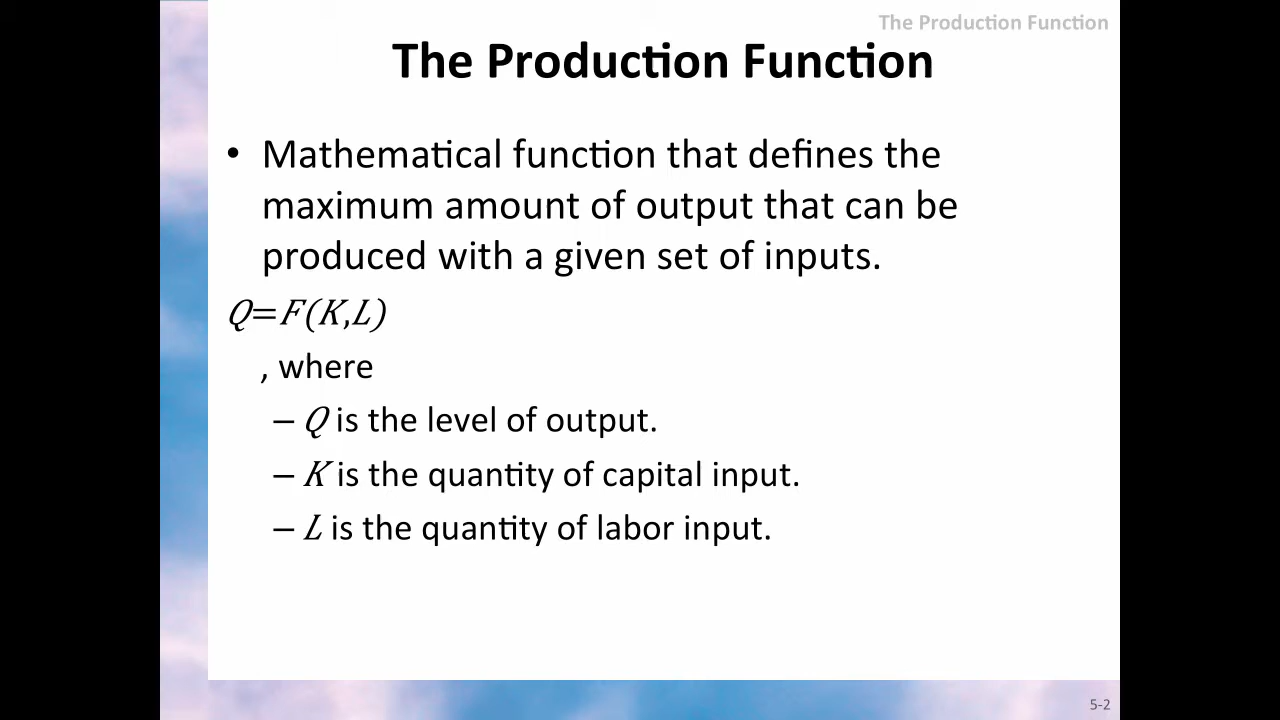 The Production Function
The Production Function
• Mathematical function that defines the
maximum amount of output that can be
produced with a given set of inputs.
Q=F(K,L)
, where
– Q is the level of output.
– K is the quantity of capital input.
– L is the quantity of labor input.
5-2